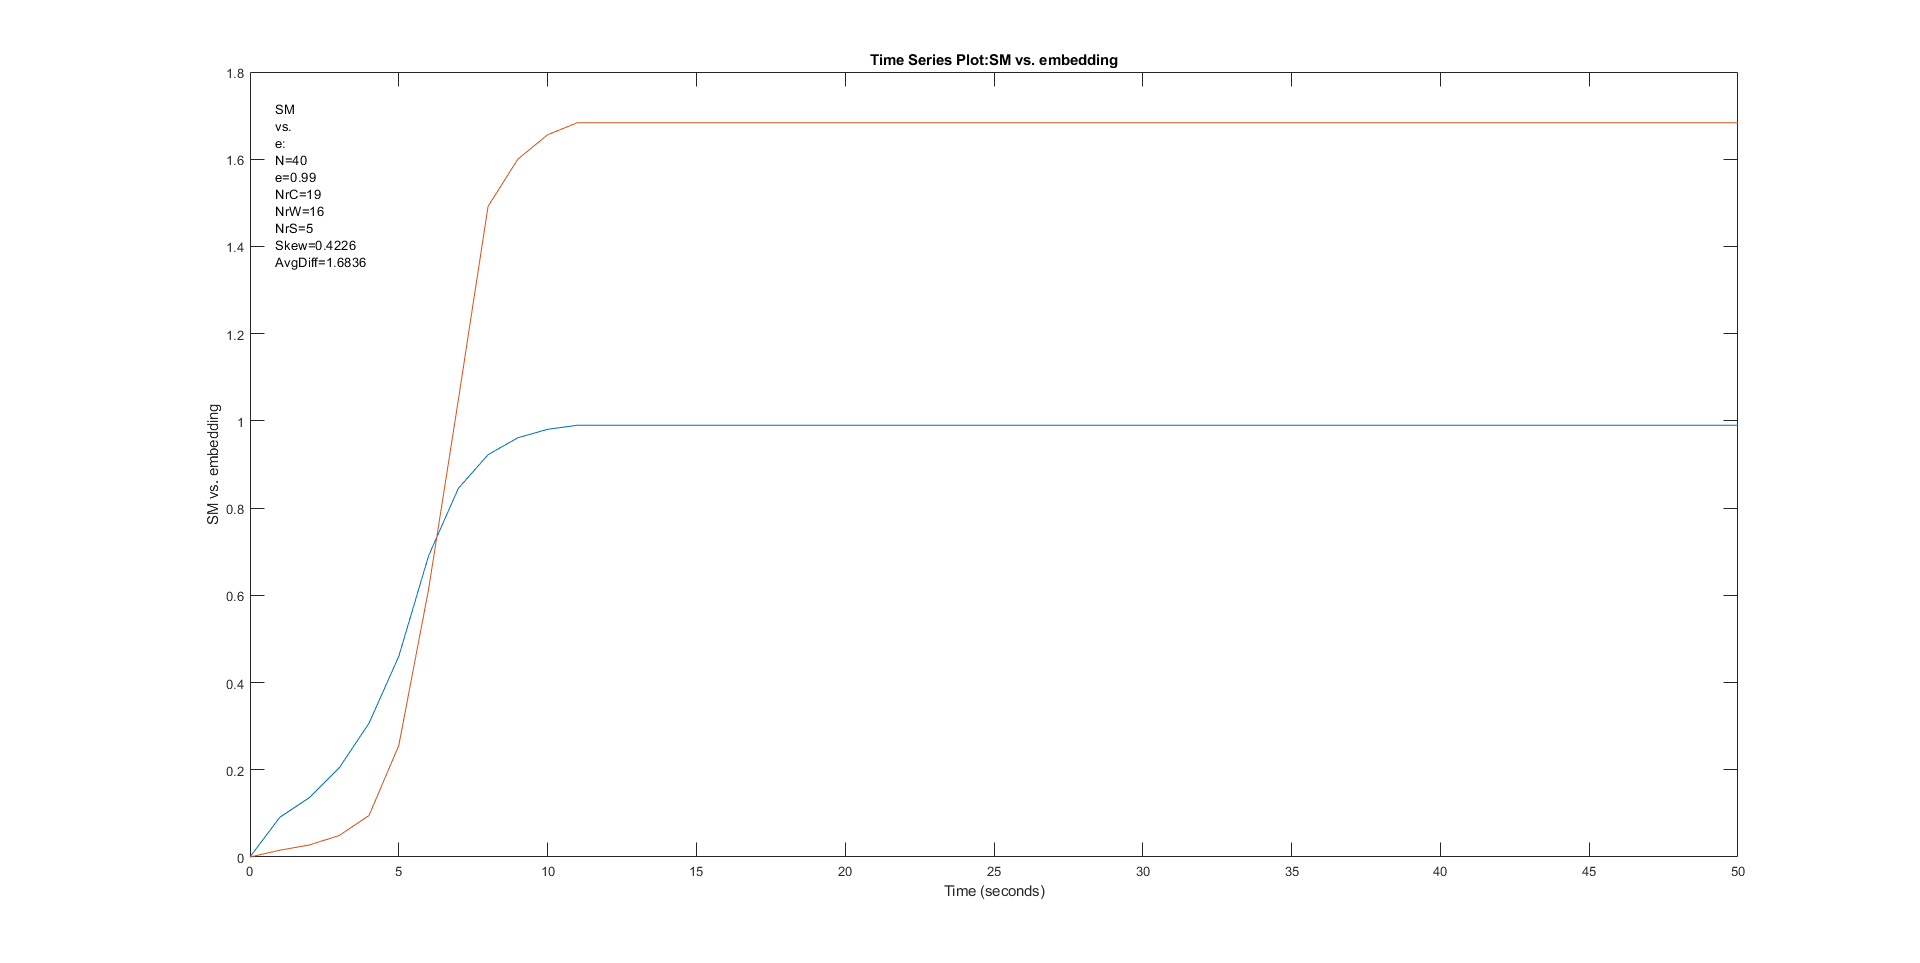 Time Series Plot:SM vs. embedding
1.8
1.6
1.4
1.2
1
0.8
0.6
0.4
0.2
0
SM vs. embedding
SM
vs.
e:
N=40
e=0.99
NrC=19
NrW=16
NrS=5
Skew=0.4226
AvgDiff=1.6836
0 5 10 15 20 25 30 35 40 45 50
Time (seconds)